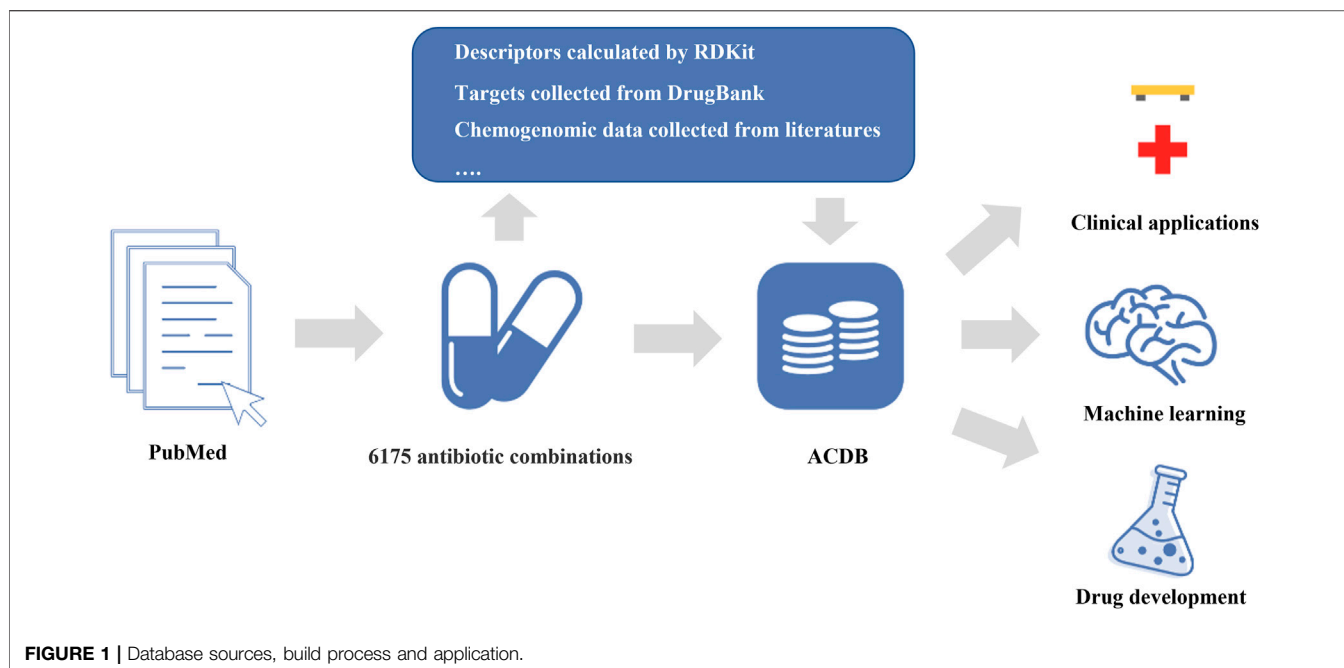 Descriptors calculated by RDKit
Targets collected from DrugBank
Chemogenomic data collected from literatures
....
Clinical applications
PubMed
6175 antibiotic combinations
ACDB
Machine learning
Drug development
FIGURE 1 | Database sources, build process and application.